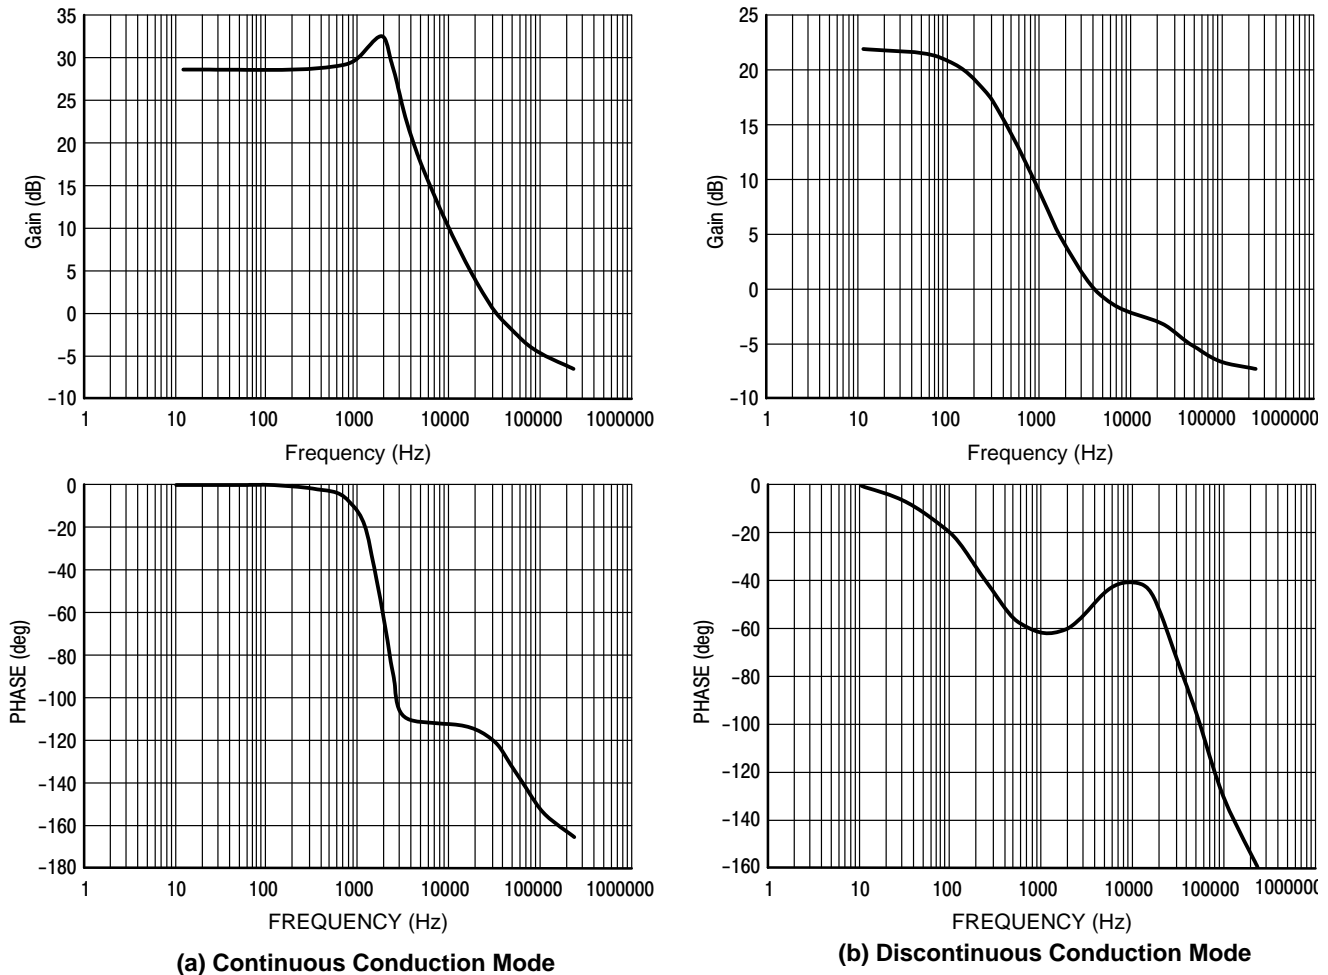 35
30
25
20
15
10
5
0
−5
−10
Gain (dB)
1 10 100 1000 10000 100000 1000000
Frequency (Hz)
25
20
15
10
5
0
−5
−10
Gain (dB)
1 10 100 1000 10000 100000 1000000
Frequency (Hz)
0
−20
−40
−60
−80
−100
−120
−140
−160
−180
PHASE (deg)
1 10 100 1000 10000 100000 1000000
FREQUENCY (Hz)
(a) Continuous Conduction Mode
0
−20
−40
−60
−80
−100
−120
−140
−160
PHASE (deg)
1 10 100 1000 10000 100000 1000000
FREQUENCY (Hz)
(b) Discontinuous Conduction Mode